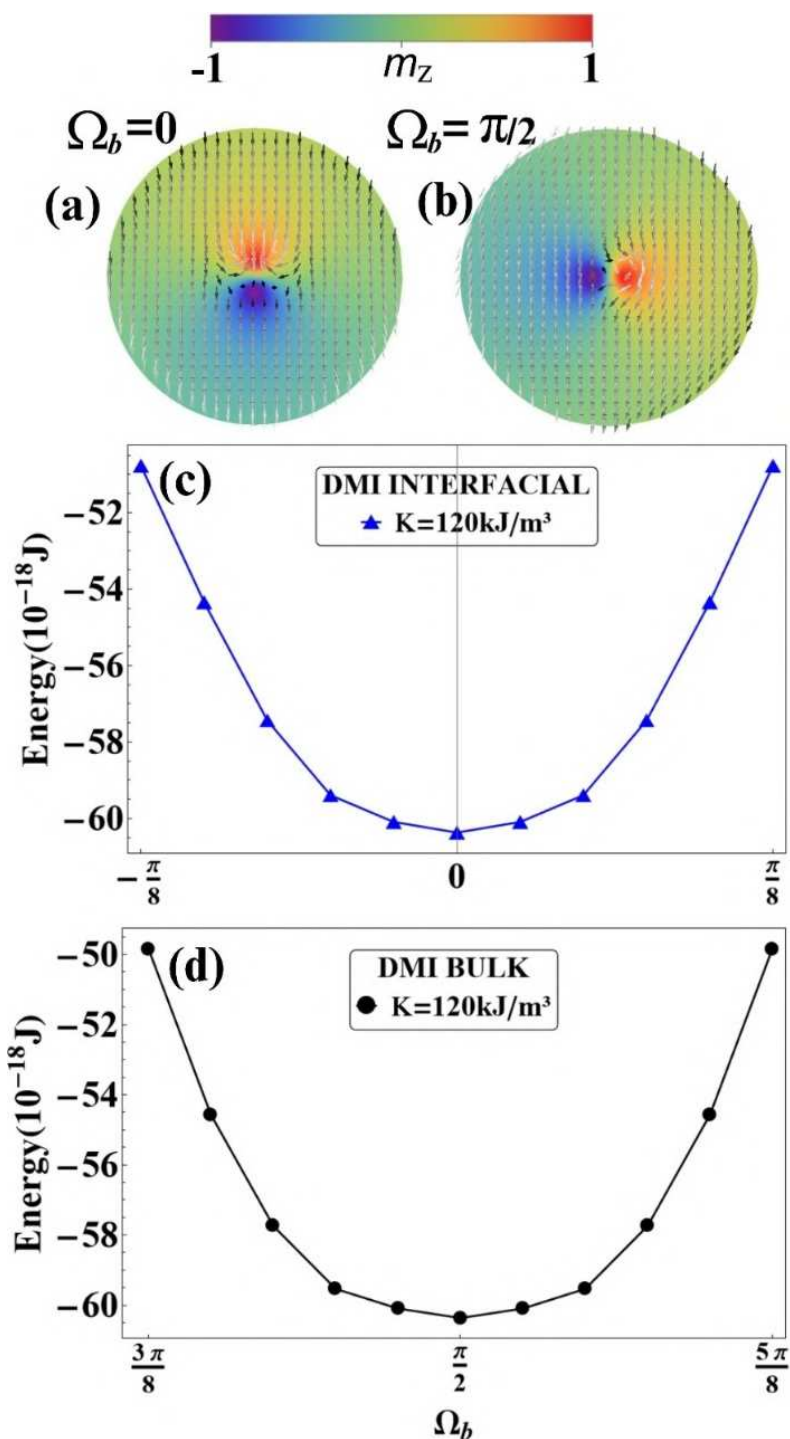 -1 m_z 1
Ω_b=0 Ω_b= π/2
(a) (b)
(c)
DMI INTERFACIAL
K=120kJ/m³
Energy(10⁻¹⁸J)
−52
−54
−56
−58
−60
−π/8 0 π/8
(d)
DMI BULK
K=120kJ/m³
Energy(10⁻¹⁸J)
−50
−52
−54
−56
−58
−60
3π/8 π/2 5π/8
Ω_b